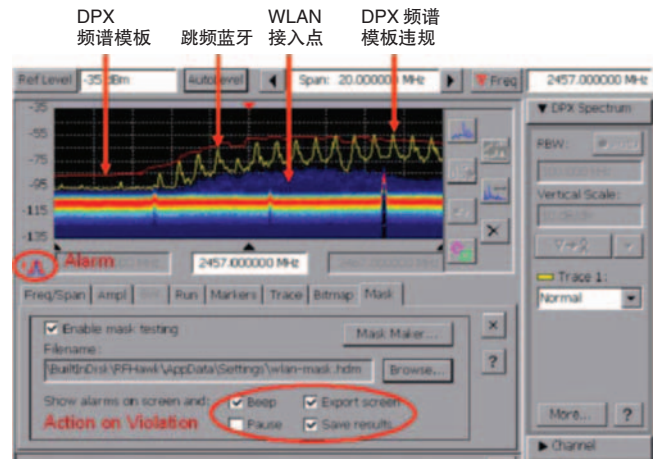 DPX
频谱模板
跳频蓝牙
WLAN
接入点
DPX 频谱
模板违规
Ref Level -35 dBm Auto Level Span: 20.000000 MHz Freq 2457.000000 MHz
-35
-55
-75
-95
-115
-135
Alarm
2457.000000 MHz
Freq/Span Ampl Run Markers Trace Bitmap Mask
Enable mask testing
Mask Maker...
Filename:
\BuiltInDisk\RFHawk\AppData\Settings\wlan-mask.hdm Browse...
?
Show alarms on screen and: Beep Export screen
Action on Violation Pause Save results
DPX Spectrum
RBW:
Vertical Scale:
Trace 1:
Normal
More... ?
Channel